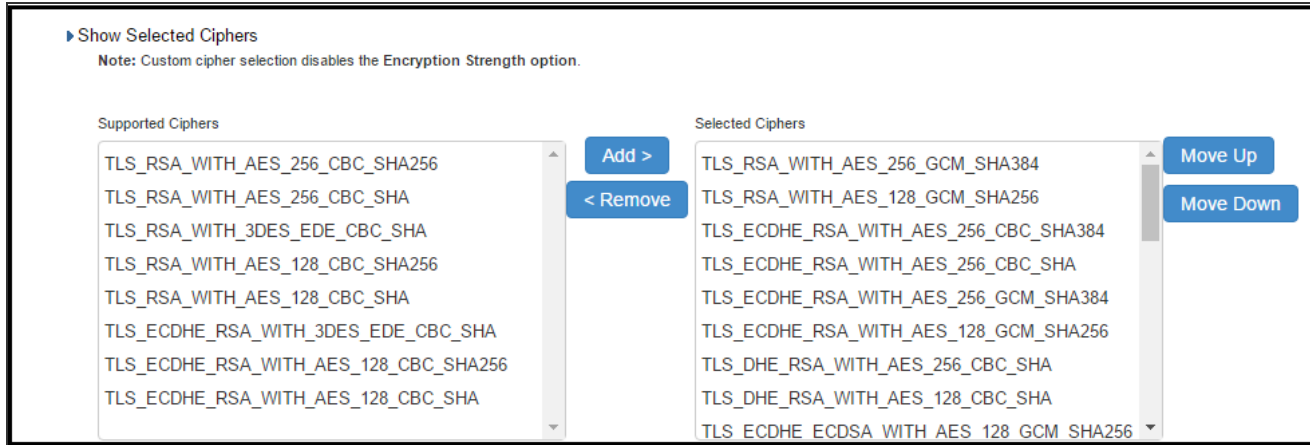 Show Selected Ciphers
Note: Custom cipher selection disables the Encryption Strength option.
Supported Ciphers
TLS_RSA_WITH_AES_256_CBC_SHA256
TLS_RSA_WITH_AES_256_CBC_SHA
TLS_RSA_WITH_3DES_EDE_CBC_SHA
TLS_RSA_WITH_AES_128_CBC_SHA256
TLS_RSA_WITH_AES_128_CBC_SHA
TLS_ECDHE_RSA_WITH_3DES_EDE_CBC_SHA
TLS_ECDHE_RSA_WITH_AES_128_CBC_SHA256
TLS_ECDHE_RSA_WITH_AES_128_CBC_SHA
Add >
< Remove
Selected Ciphers
TLS_RSA_WITH_AES_256_GCM_SHA384
TLS_RSA_WITH_AES_128_GCM_SHA256
TLS_ECDHE_RSA_WITH_AES_256_CBC_SHA384
TLS_ECDHE_RSA_WITH_AES_256_CBC_SHA
TLS_ECDHE_RSA_WITH_AES_256_GCM_SHA384
TLS_ECDHE_RSA_WITH_AES_128_GCM_SHA256
TLS_DHE_RSA_WITH_AES_256_CBC_SHA
TLS_DHE_RSA_WITH_AES_128_CBC_SHA
TLS_ECDHE_ECDSA_WITH_AES_128_GCM_SHA256
Move Up
Move Down